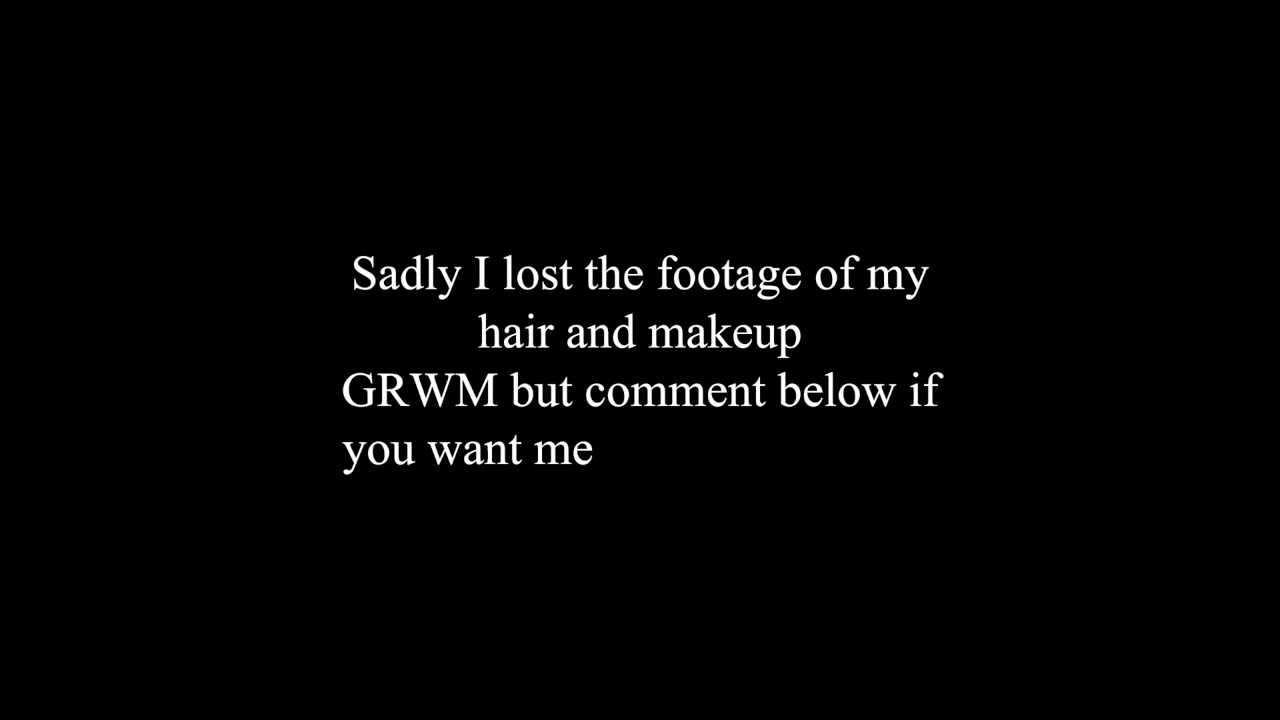 Sadly I lost the footage of my
hair and makeup
GRWM but comment below if
you want me